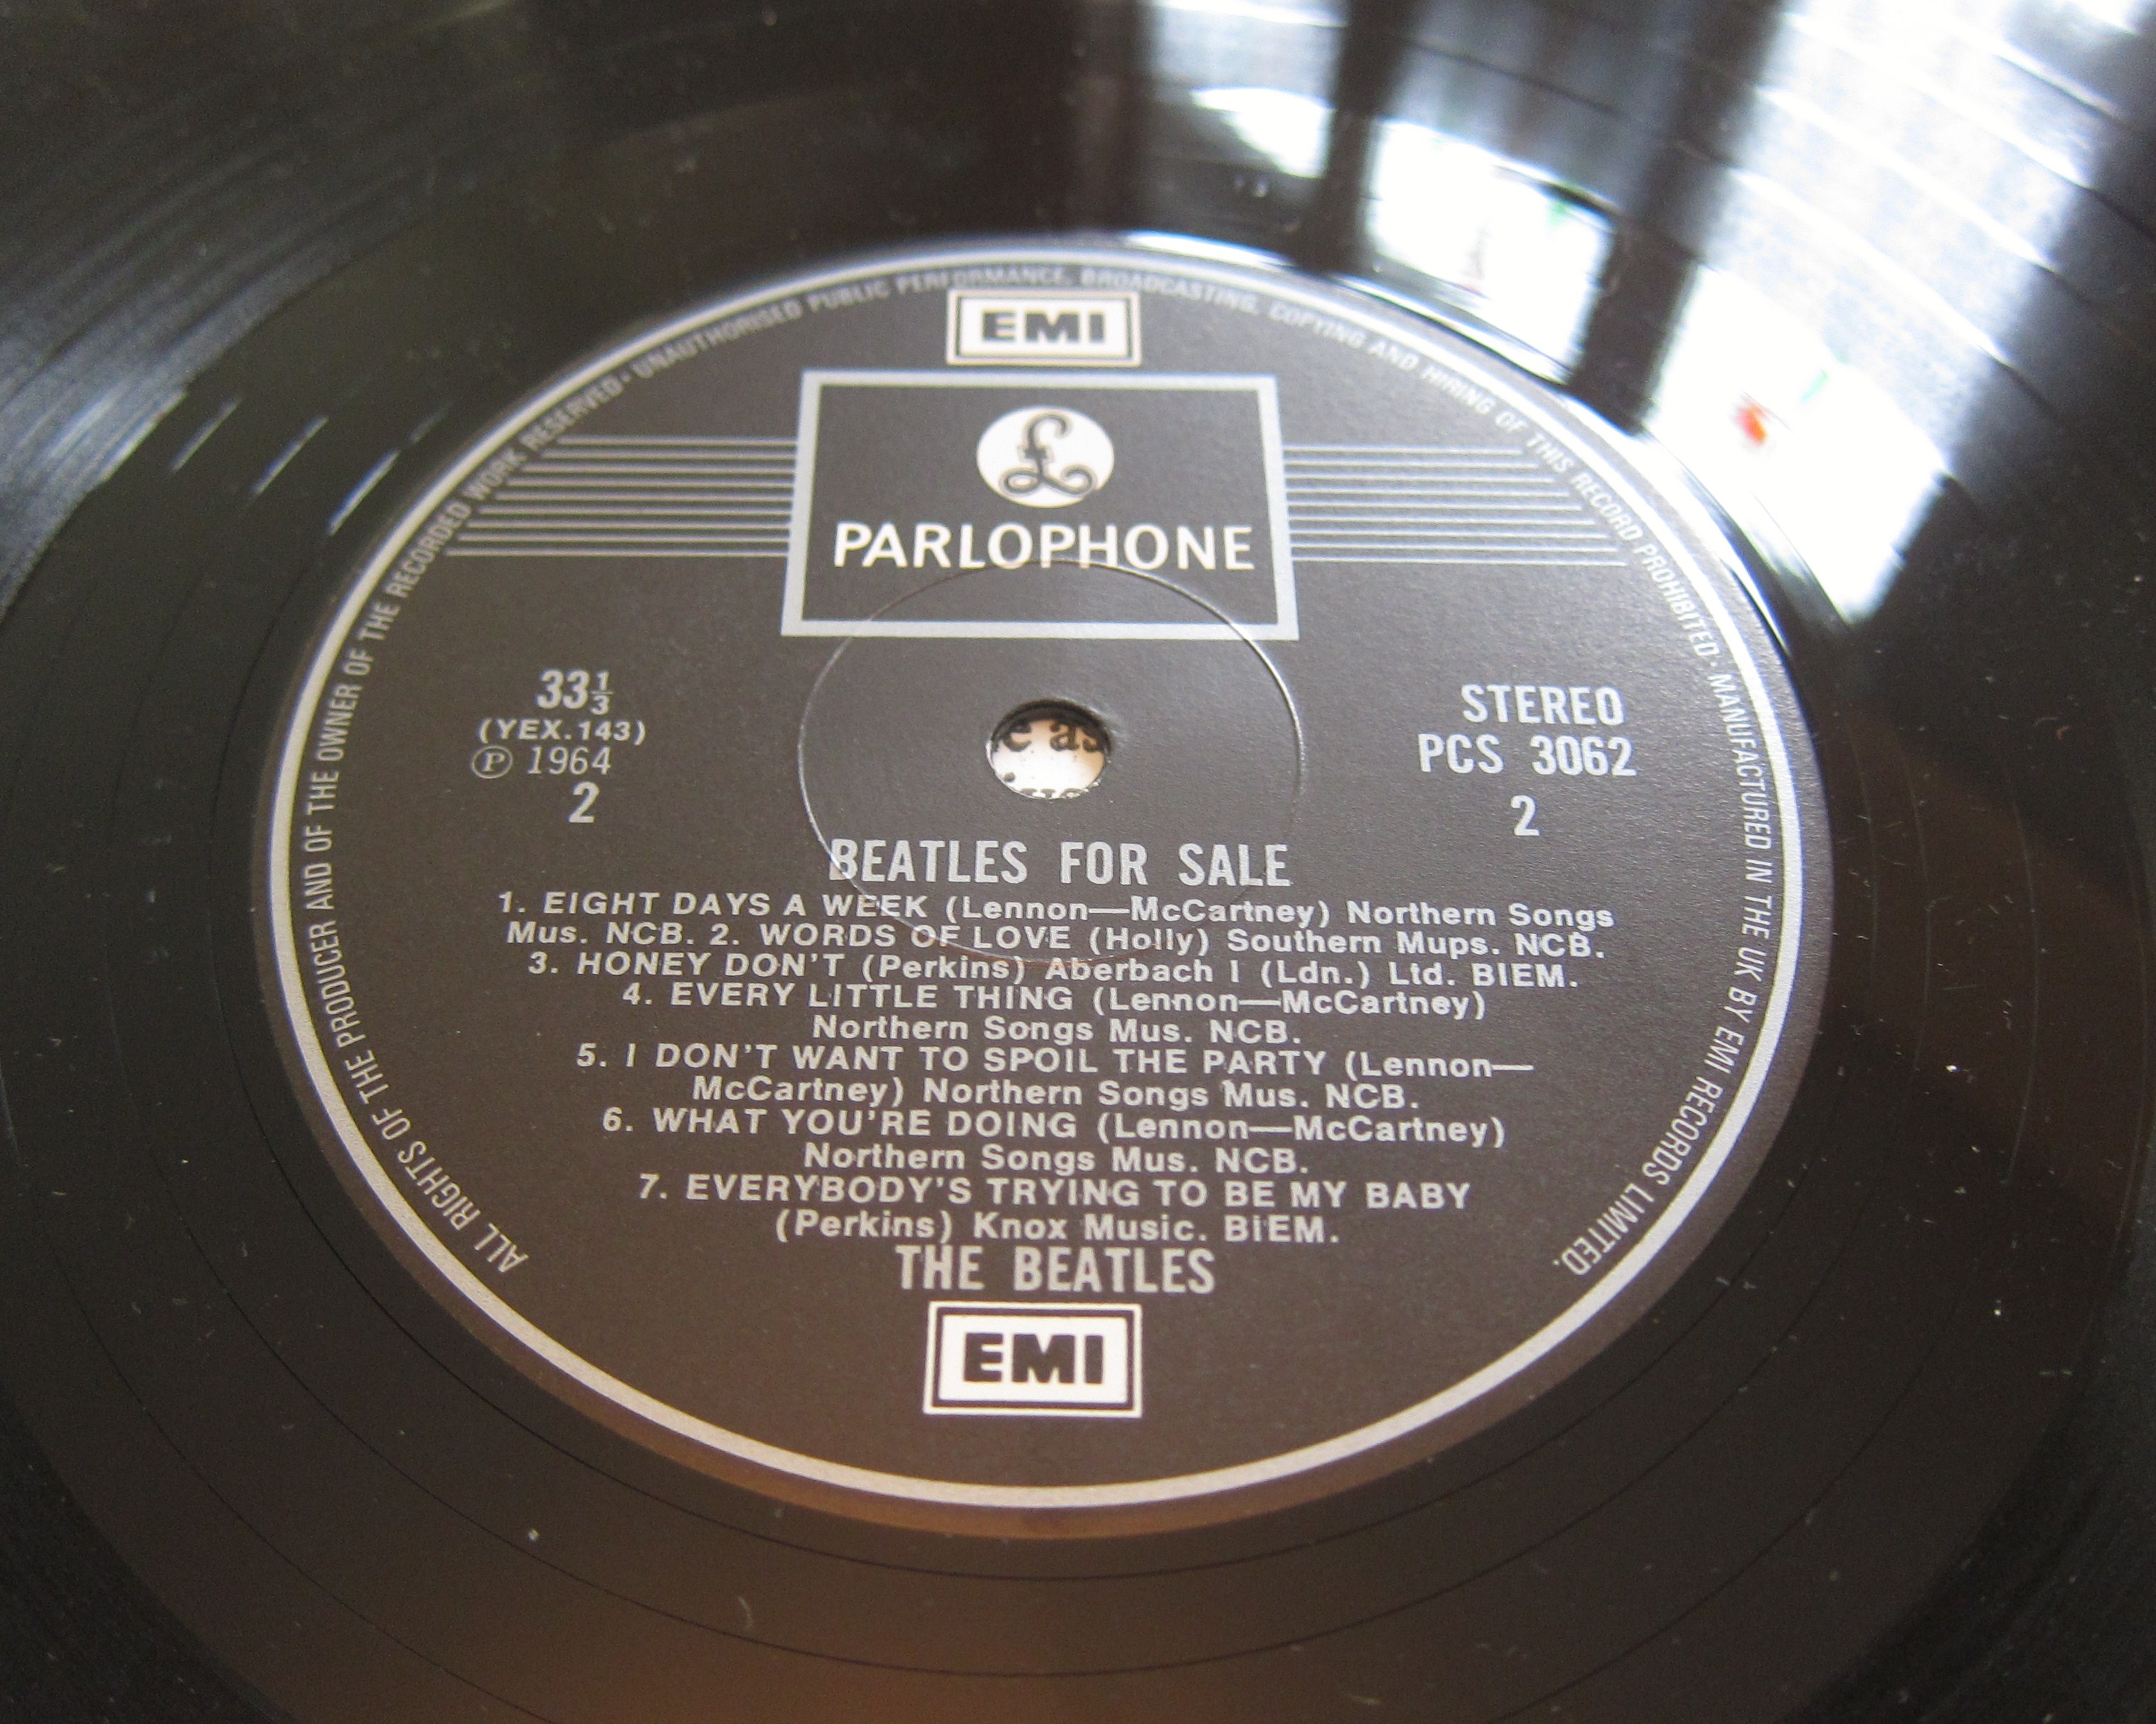 ALL RIGHTS OF THE PRODUCER AND OF THE OWNER OF THE RECORDED WORK RESERVED · UNAUTHORISED PUBLIC PERFORMANCE, BROADCASTING, COPYING AND HIRING OF THIS RECORD PROHIBITED · MANUFACTURED IN THE UK BY EMI RECORDS LIMITED.
EMI
£
PARLOPHONE
33⅓
(YEX.143)
Ⓟ 1964
2
STEREO
PCS 3062
2
e as
BEATLES FOR SALE
1. EIGHT DAYS A WEEK (Lennon—McCartney) Northern Songs
Mus. NCB. 2. WORDS OF LOVE (Holly) Southern Mups. NCB.
3. HONEY DON'T (Perkins) Aberbach I (Ldn.) Ltd. BIEM.
4. EVERY LITTLE THING (Lennon—McCartney)
Northern Songs Mus. NCB.
5. I DON'T WANT TO SPOIL THE PARTY (Lennon—
McCartney) Northern Songs Mus. NCB.
6. WHAT YOU'RE DOING (Lennon—McCartney)
Northern Songs Mus. NCB.
7. EVERYBODY'S TRYING TO BE MY BABY
(Perkins) Knox Music. BIEM.
THE BEATLES
EMI